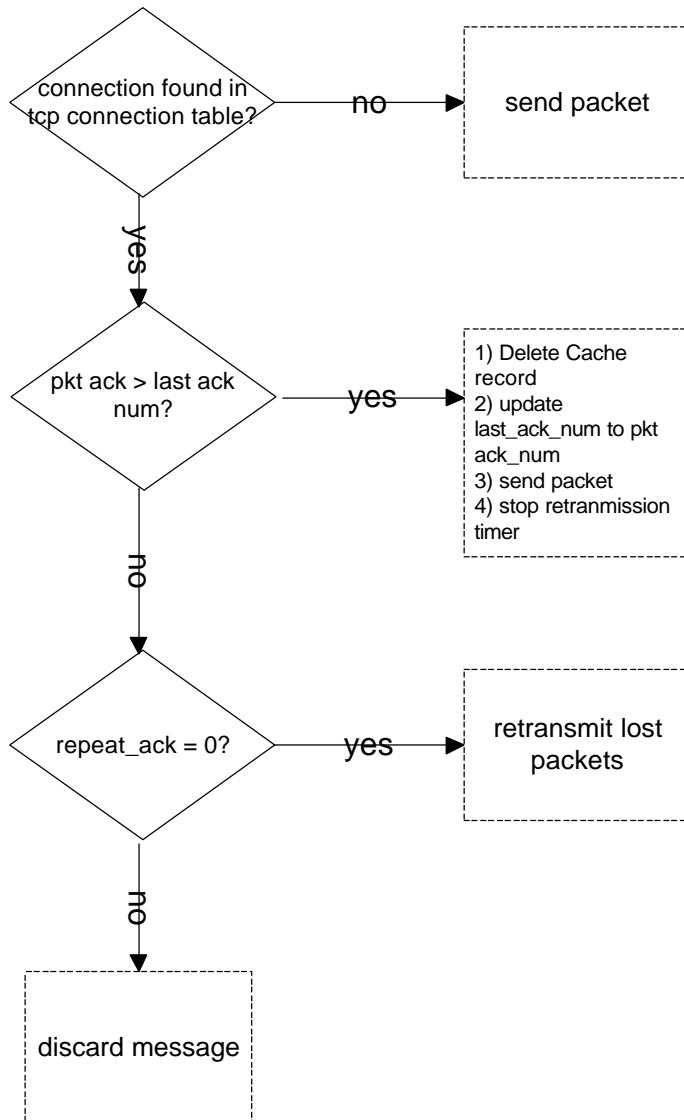 connection found in
tcp connection table?
no
send packet
yes
pkt ack > last ack
num?
yes
1) Delete Cache
record
2) update
last_ack_num to pkt
ack_num
3) send packet
4) stop retranmission
timer
no
repeat_ack = 0?
yes
retransmit lost
packets
no
discard message